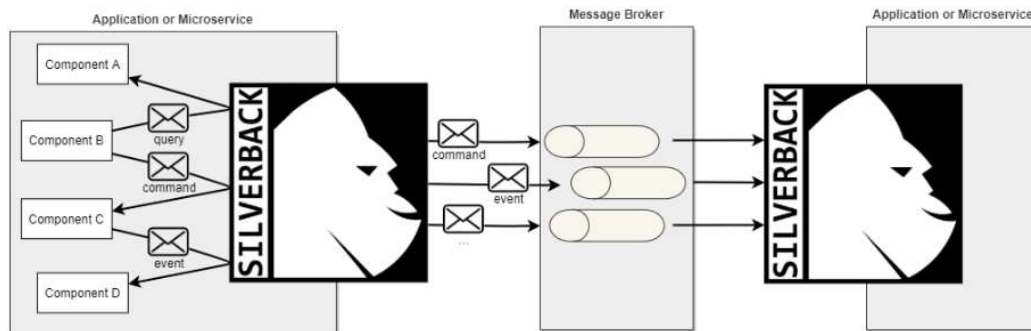 Application or Microservice
Message Broker
Application or Microservice
Component A
Component B
query
command
Component C
event
Component D
SILVERBACK
command
event
...
SILVERBACK